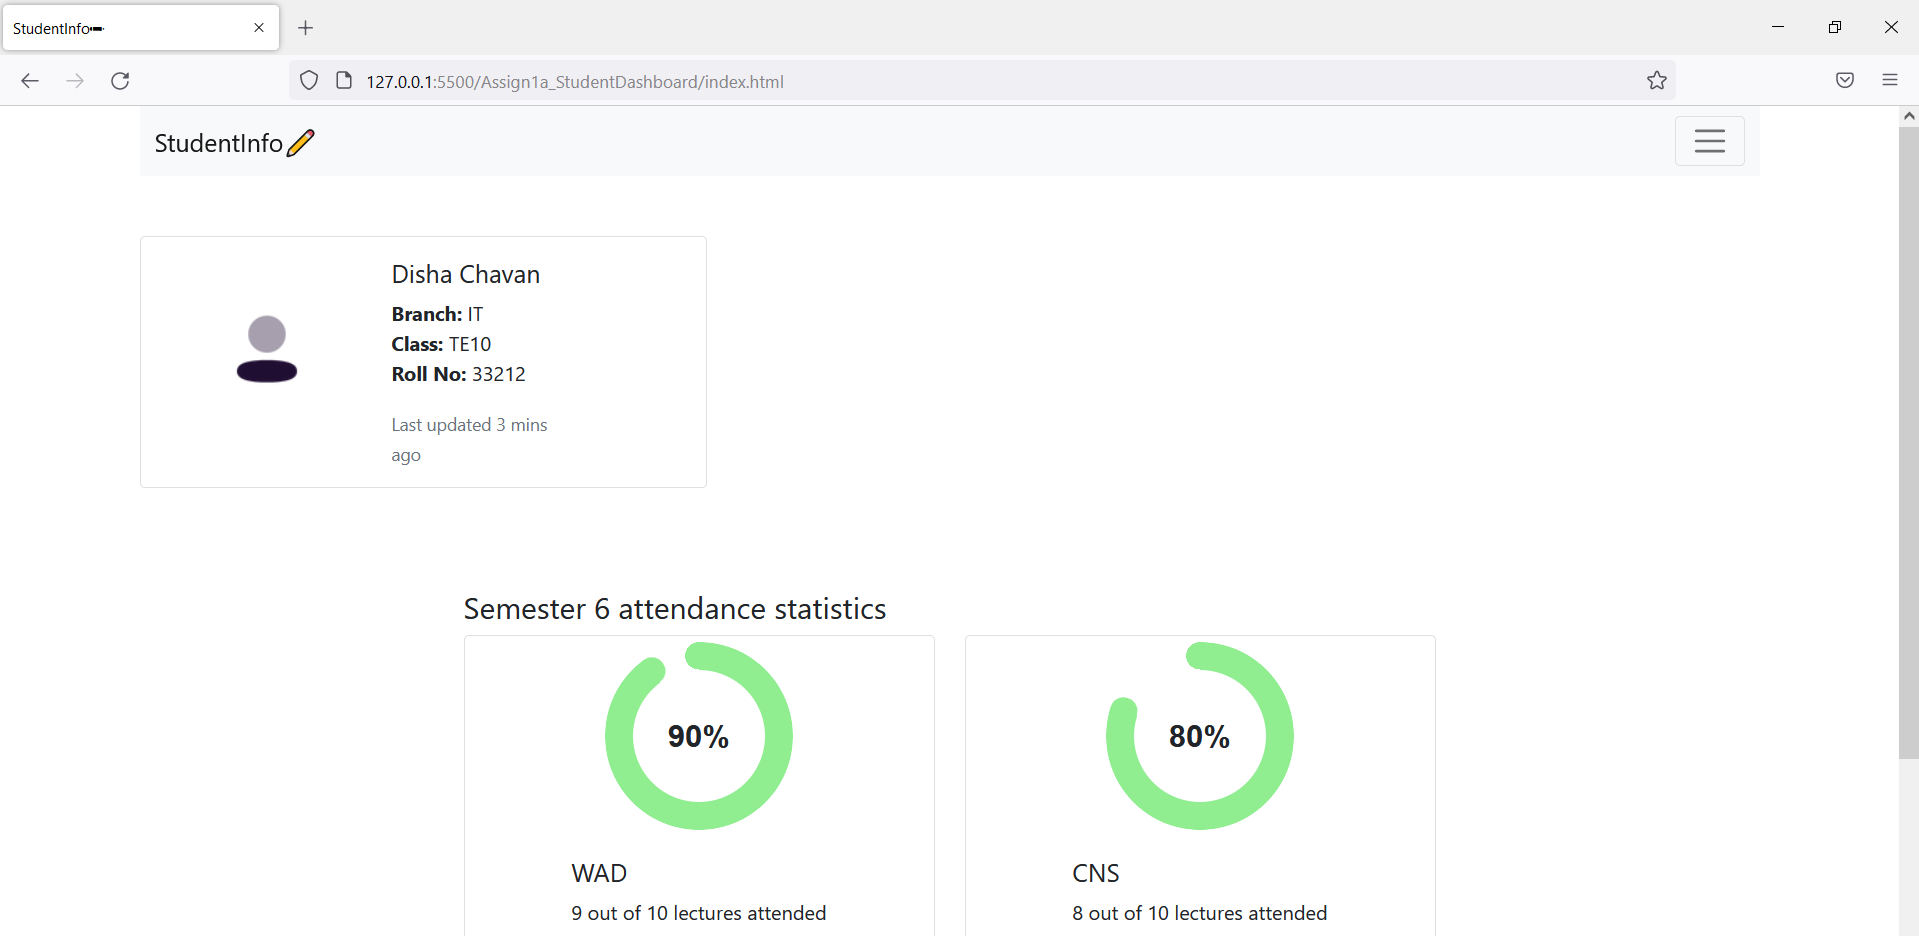 StudentInfo
127.0.0.1:5500/Assign1a_StudentDashboard/index.html
StudentInfo
Disha Chavan
Branch: IT
Class: TE10
Roll No: 33212
Last updated 3 mins
ago
Semester 6 attendance statistics
90%
80%
WAD
CNS
9 out of 10 lectures attended
8 out of 10 lectures attended